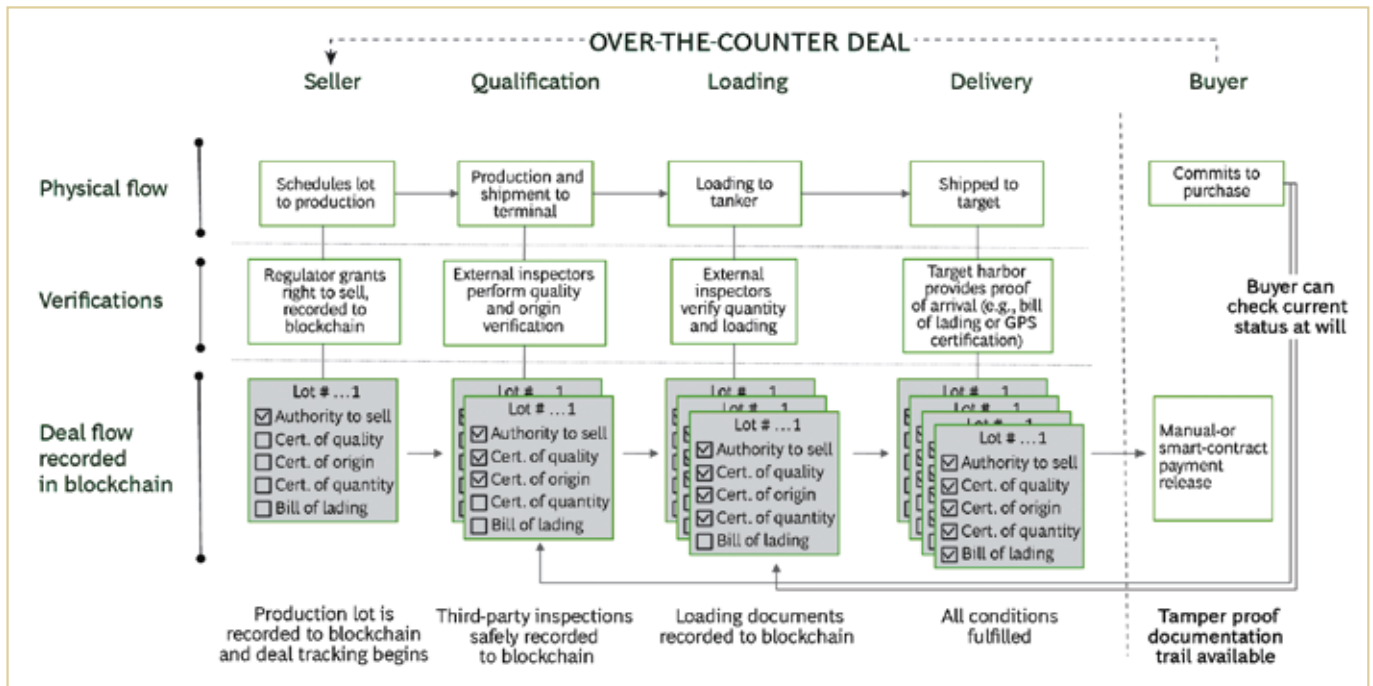 OVER-THE-COUNTER DEAL
Seller
Qualification
Loading
Delivery
Buyer
Physical flow
Schedules lot
to production
Production and
shipment to
terminal
Loading to
tanker
Shipped to
target
Commits to
purchase
Verifications
Regulator grants
right to sell,
recorded to
blockchain
External inspectors
perform quality
and origin
verification
External
inspectors
verify quantity
and loading
Target harbor
provides proof
of arrival (e.g., bill
of lading or GPS
certification)
Buyer can
check current
status at will
Deal flow
recorded
in blockchain
Lot # ...1
Authority to sell
Cert. of quality
Cert. of origin
Cert. of quantity
Bill of lading
Lot # ...1
Lot # ...1
Authority to sell
Cert. of quality
Cert. of origin
Cert. of quantity
Bill of lading
Lot # ...1
Lot # ...1
Authority to sell
Cert. of quality
Cert. of origin
Cert. of quantity
Bill of lading
Lot # ...1
Lot # ...1
Authority to sell
Cert. of quality
Cert. of origin
Cert. of quantity
Bill of lading
Manual-or
smart-contract
payment
release
Production lot is
recorded to blockchain
and deal tracking begins
Third-party inspections
safely recorded
to blockchain
Loading documents
recorded to blockchain
All conditions
fulfilled
Tamper proof
documentation
trail available